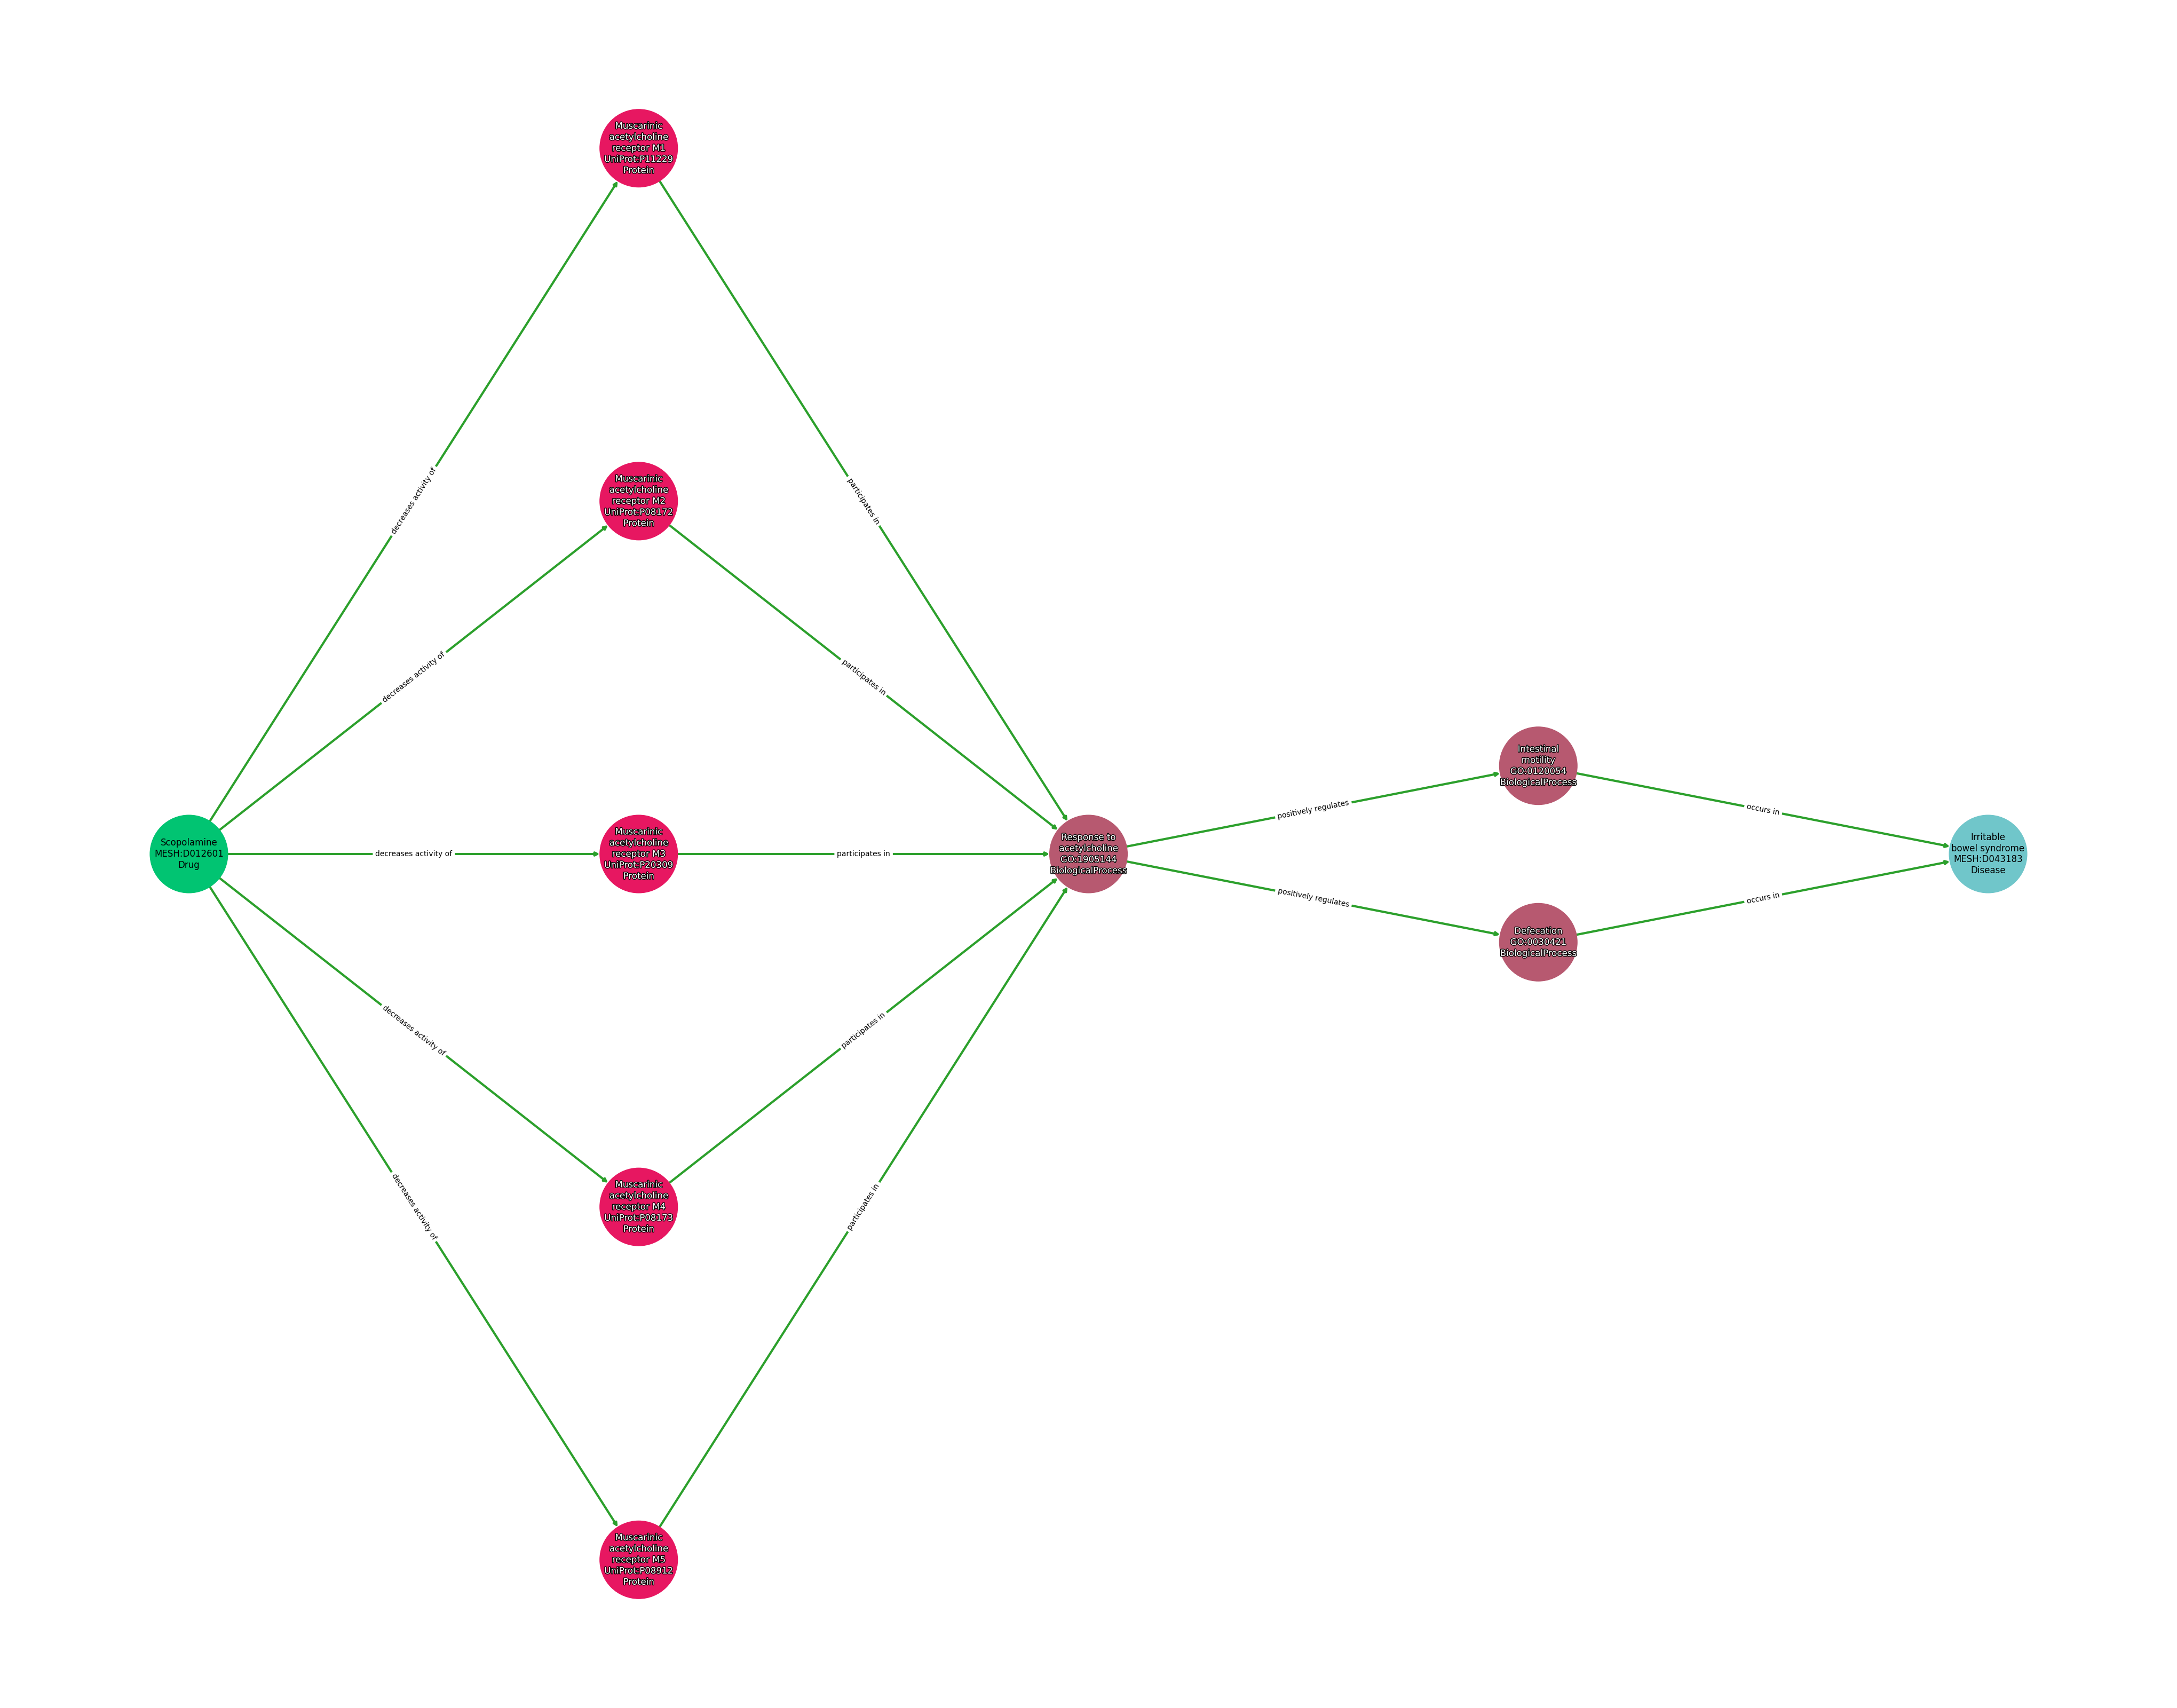 Muscarinic
acetylcholine
receptor M1
UniProt:P11229
Protein
decreases activity of
participates in
Muscarinic
acetylcholine
receptor M2
UniProt:P08172
Protein
decreases activity of
participates in
Intestinal
motility
GO:0120054
BiologicalProcess
positively regulates
occurs in
Scopolamine
MESH:D012601
Drug
decreases activity of
Muscarinic
acetylcholine
receptor M3
UniProt:P20309
Protein
participates in
Response to
acetylcholine
GO:1905144
BiologicalProcess
Irritable
bowel syndrome
MESH:D043183
Disease
positively regulates
occurs in
Defecation
GO:0030421
BiologicalProcess
decreases activity of
participates in
Muscarinic
acetylcholine
receptor M4
UniProt:P08173
Protein
decreases activity of
participates in
Muscarinic
acetylcholine
receptor M5
UniProt:P08912
Protein